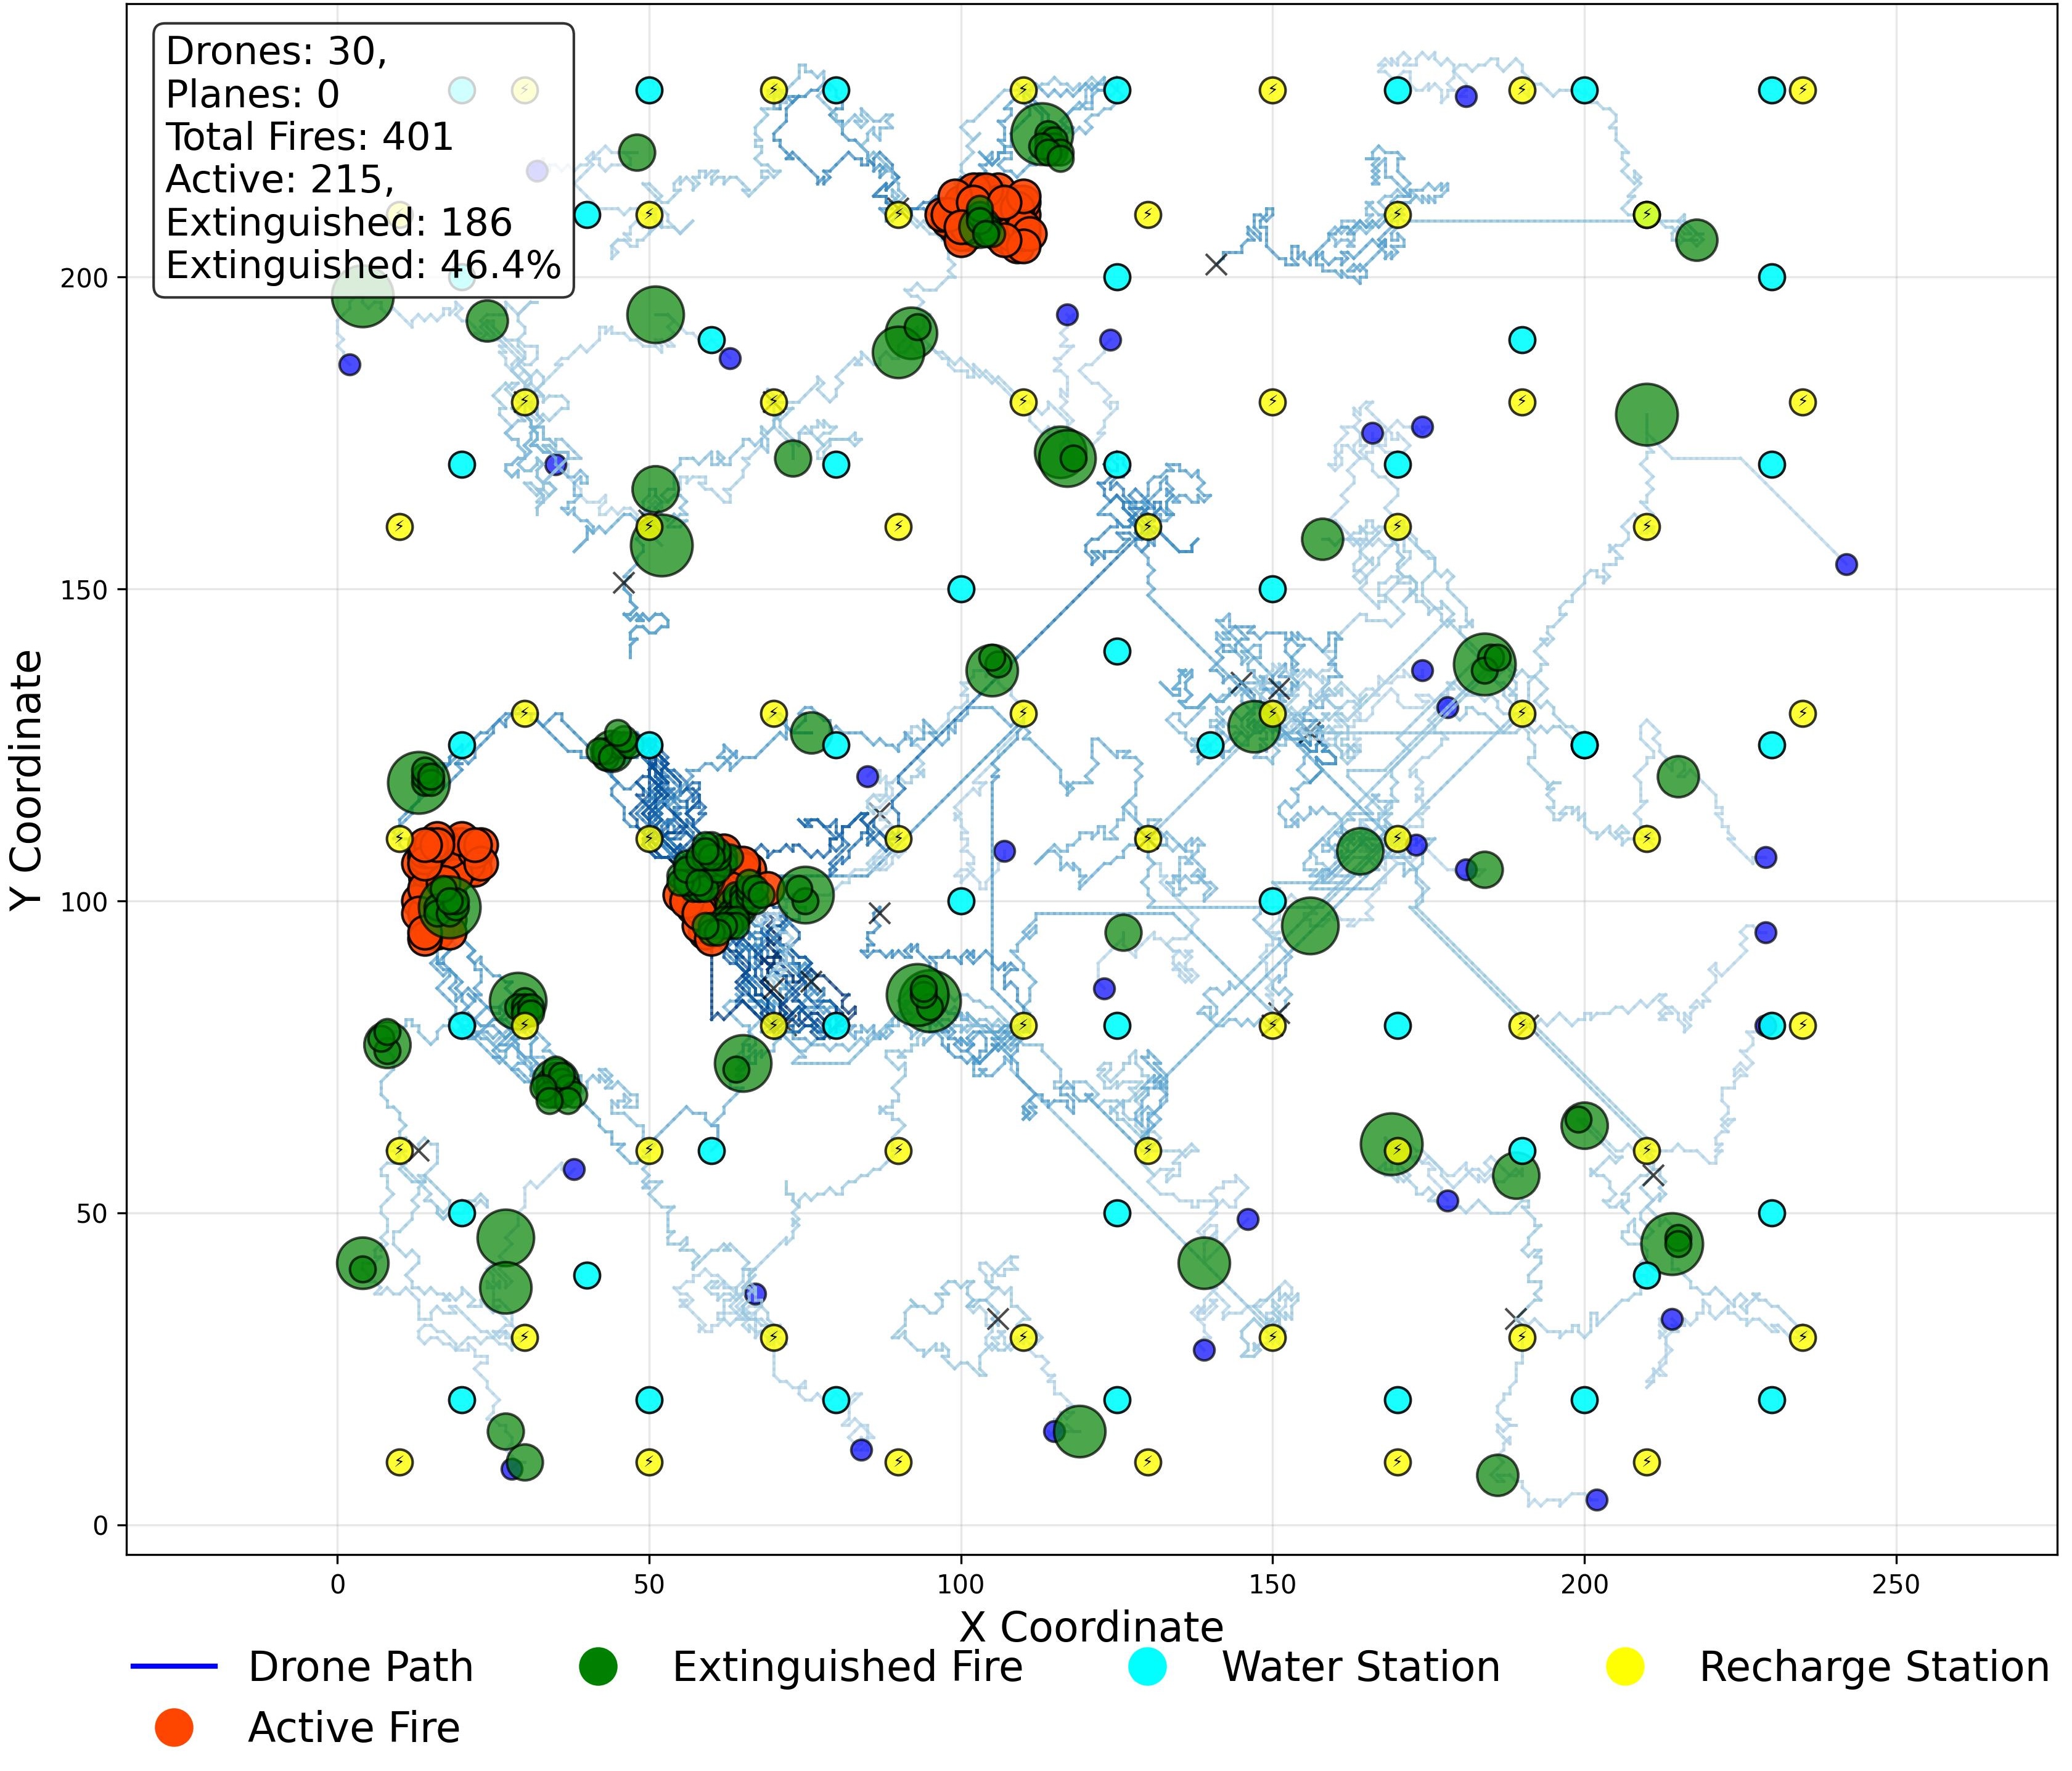 Drones: 30,
Planes: 0
Total Fires: 401
Active: 215,
Extinguished: 186
Extinguished: 46.4%
Y Coordinate
200
150
100
50
0
0 50 100 150 200 250
X Coordinate
Drone Path Extinguished Fire Water Station Recharge Station
Active Fire